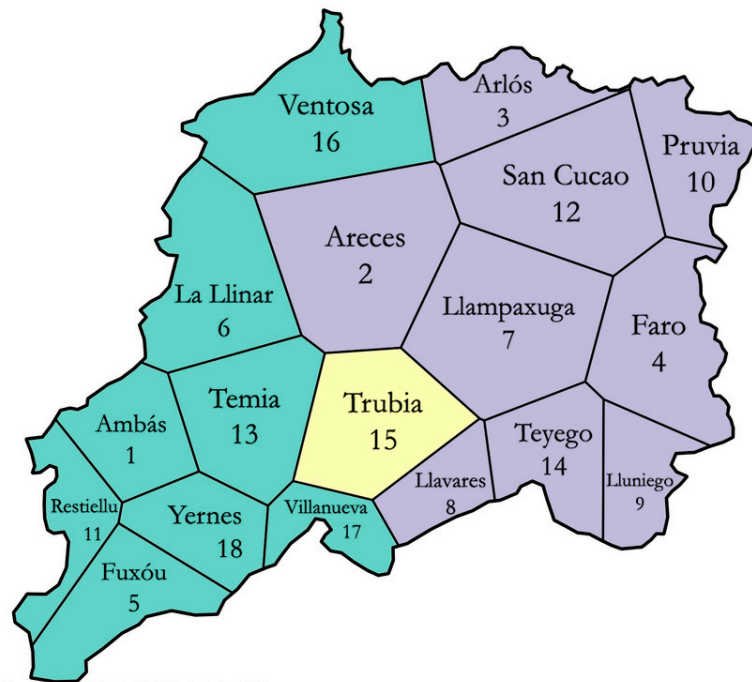 Ventosa
16
Arlós
3
Pruvia
10
San Cucao
12
Areces
2
La Llinar
6
Llampaxuga
7
Faro
4
Temia
13
Trubia
15
Ambás
1
Teyego
14
Llavares
8
Lluniego
9
Restiellu
11
Villanueva
17
Yernes
18
Fuxóu
5